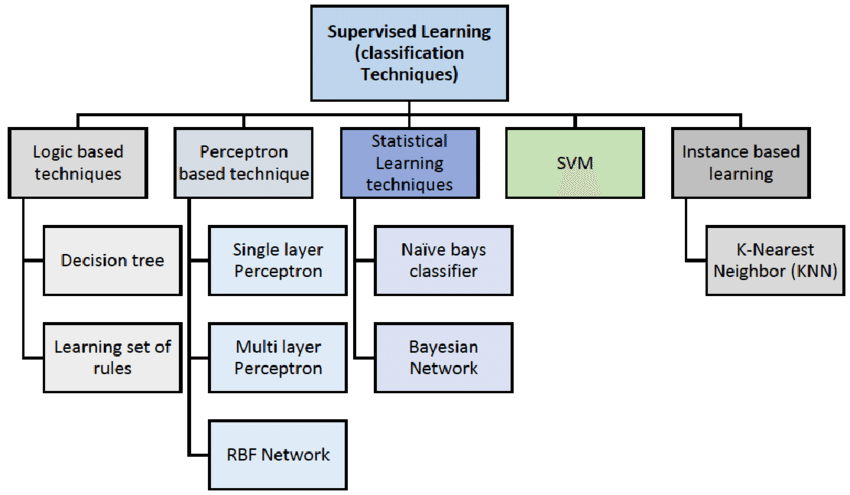 Supervised Learning
(classification
Techniques)
Logic based
techniques
Perceptron
based technique
Statistical
Learning
techniques
SVM
Instance based
learning
Decision tree
Learning set of
rules
Single layer
Perceptron
Multi layer
Perceptron
RBF Network
Naïve bays
classifier
Bayesian
Network
K-Nearest
Neighbor (KNN)